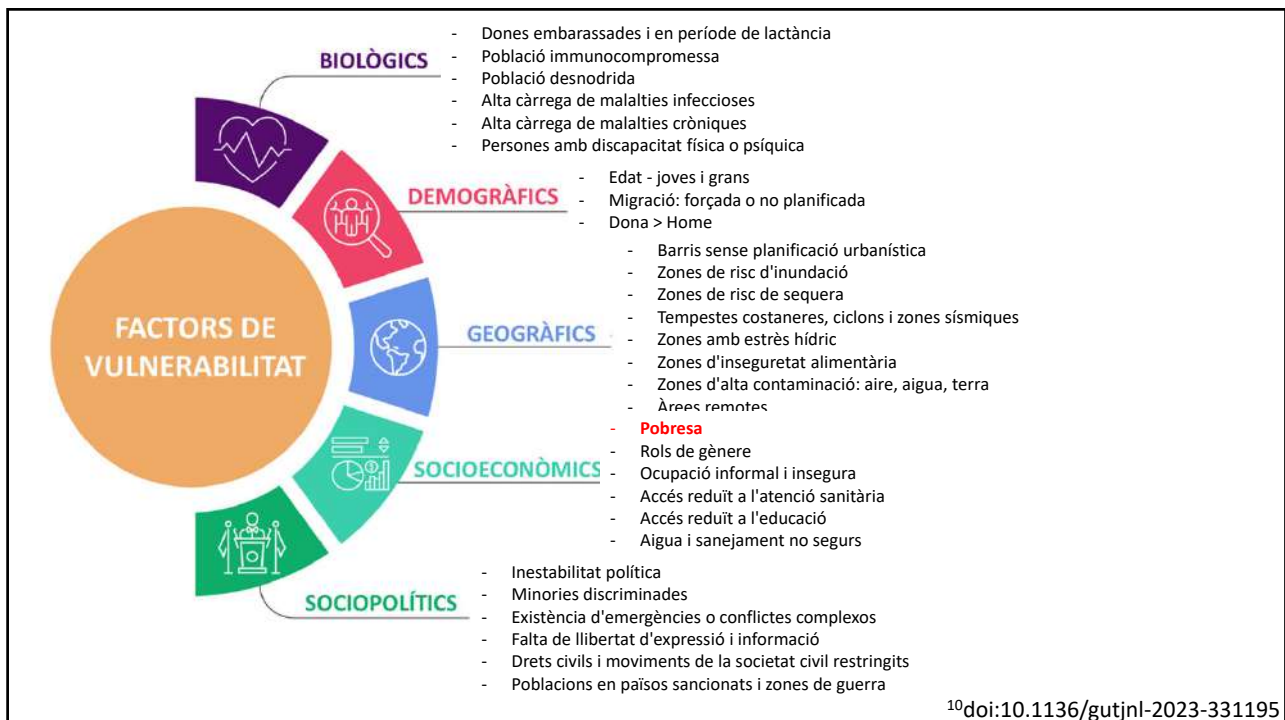 BIOLÒGICS
- Dones embarassades i en període de lactància
- Població immunocompromessa
- Població desnodrida
- Alta càrrega de malalties infeccioses
- Alta càrrega de malalties cròniques
- Persones amb discapacitat física o psíquica
DEMOGRÀFICS
- Edat - joves i grans
- Migració: forçada o no planificada
- Dona > Home
FACTORS DE
VULNERABILITAT
GEOGRÀFICS
- Barris sense planificació urbanística
- Zones de risc d'inundació
- Zones de risc de sequera
- Tempestes costaneres, ciclons i zones sísmiques
- Zones amb estrès hídric
- Zones d'inseguretat alimentària
- Zones d'alta contaminació: aire, aigua, terra
- Àrees remotes
SOCIOECONÒMICS
- Pobresa
- Rols de gènere
- Ocupació informal i insegura
- Accés reduït a l'atenció sanitària
- Accés reduït a l'educació
- Aigua i sanejament no segurs
SOCIOPOLÍTICS
- Inestabilitat política
- Minories discriminades
- Existència d'emergències o conflictes complexos
- Falta de llibertat d'expressió i informació
- Drets civils i moviments de la societat civil restringits
- Poblacions en països sancionats i zones de guerra
¹⁰doi:10.1136/gutjnl-2023-331195